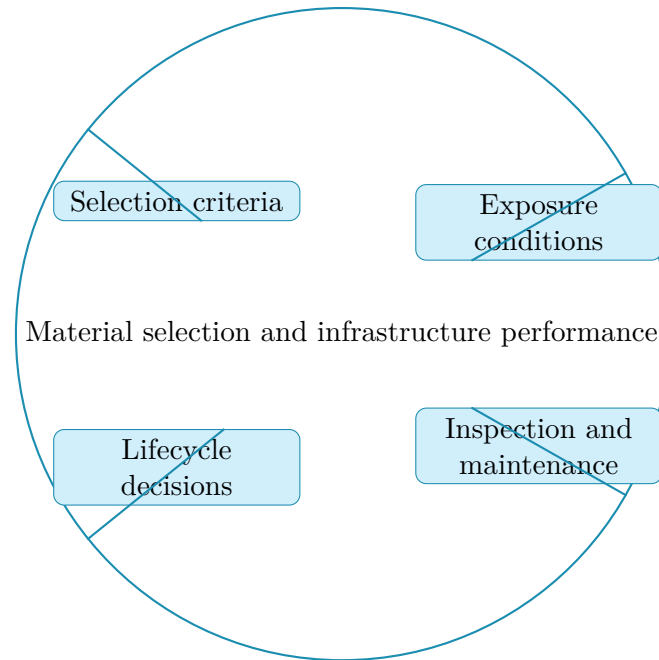 Selection criteria
Exposure
conditions
Material selection and infrastructure performance
Lifecycle
decisions
Inspection and
maintenance